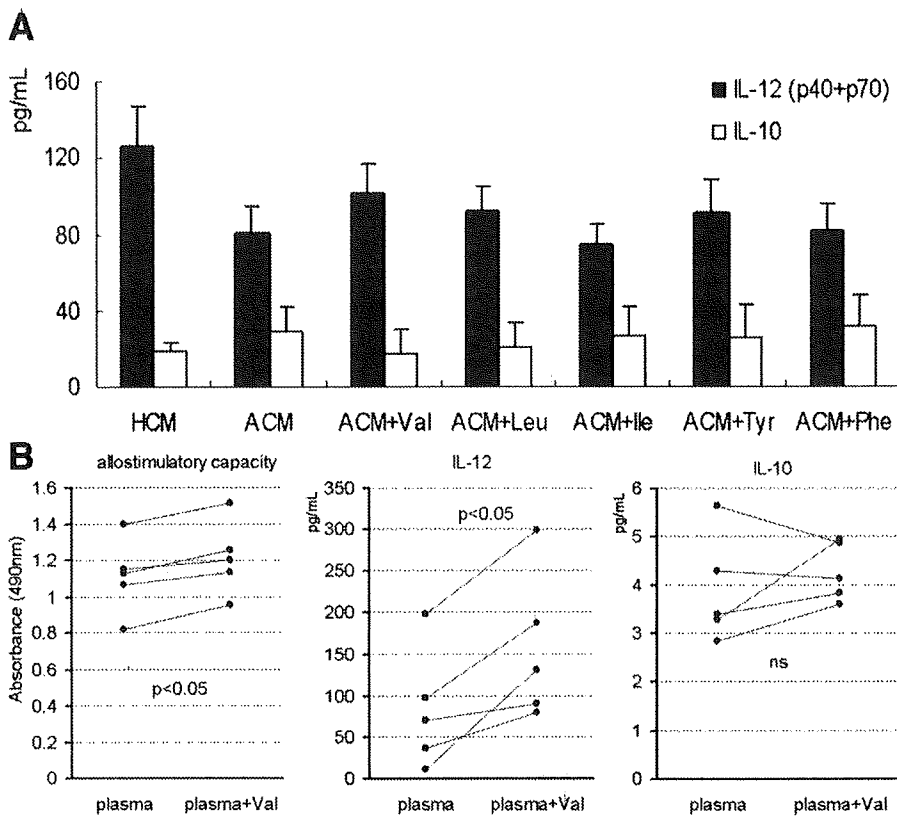 A
pg/mL
160
120
80
40
0
IL-12 (p40+p70)
IL-10
HCM ACM ACM+Val ACM+Leu ACM+Ile ACM+Tyr ACM+Phe
B
allostimulatory capacity
Absorbance (490nm)
1.6
1.4
1.2
1
0.8
0.6
0.4
0.2
0
p<0.05
plasma plasma+Val
IL-12
pg/mL
350
300
250
200
150
100
50
0
p<0.05
plasma plasma+Val
IL-10
pg/mL
6
5
4
3
2
1
0
ns
plasma plasma+Val